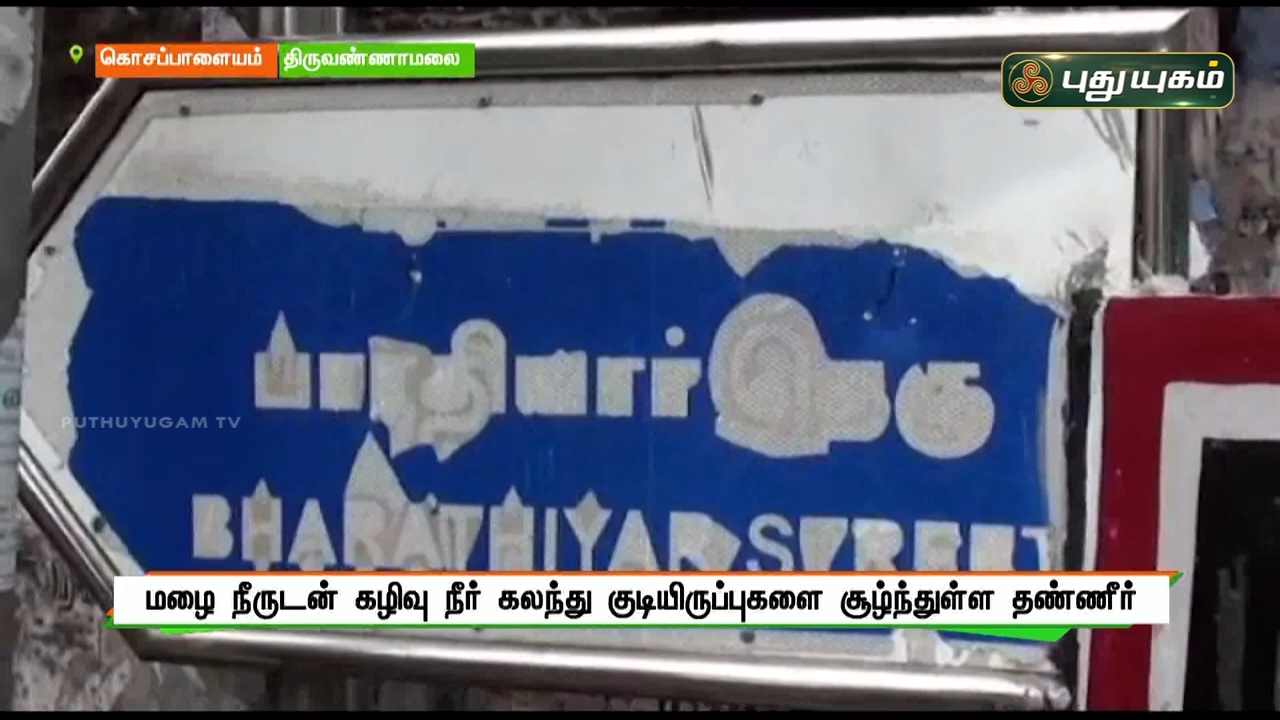 கொசப்பாளையம் திருவண்ணாமலை
புதுயுகம்
பாரதியார் தெரு
PUTHUYUGAM TV
BHARATHIYAR STREET
மழை நீருடன் கழிவு நீர் கலந்து குடியிருப்புகளை சூழ்ந்துள்ள தண்ணீர்